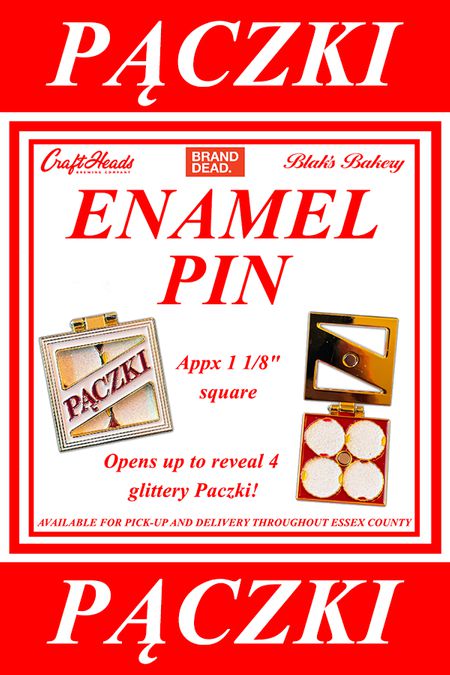 PĄCZKI
CraftHeads
BREWING COMPANY
BRAND
DEAD.
Blak's Bakery
ENAMEL
PIN
Appx 1 1/8"
square
PĄCZKI
Opens up to reveal 4
glittery Paczki!
AVAILABLE FOR PICK-UP AND DELIVERY THROUGHOUT ESSEX COUNTY
PĄCZKI